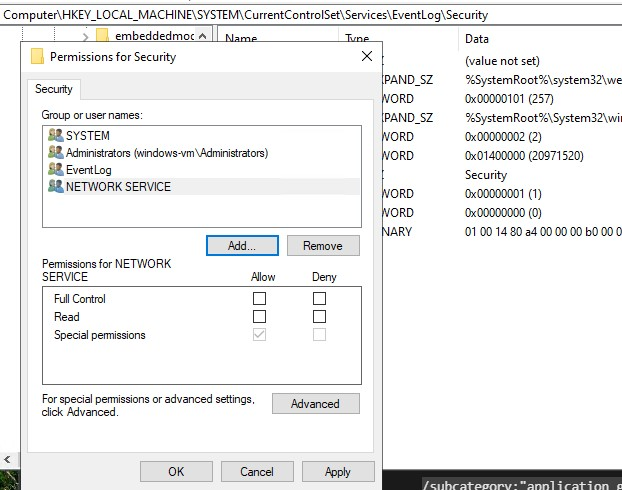 Computer\HKEY_LOCAL_MACHINE\SYSTEM\CurrentControlSet\Services\EventLog\Security
embeddedmoc
Name Type Data
Permissions for Security
(value not set)
XPAND_SZ %SystemRoot%\system32\we
WORD 0x00000101 (257)
XPAND_SZ %SystemRoot%\System32\wi
WORD 0x00000002 (2)
WORD 0x01400000 (20971520)
Security
WORD 0x00000001 (1)
WORD 0x00000000 (0)
NARY 01 00 14 80 a4 00 00 00 b0 00 0
Security
Group or user names:
SYSTEM
Administrators (windows-vm\Administrators)
EventLog
NETWORK SERVICE
Add... Remove
Permissions for NETWORK
SERVICE Allow Deny
Full Control
Read
Special permissions
For special permissions or advanced settings,
click Advanced.
Advanced
OK Cancel Apply
/subcategory:"application g